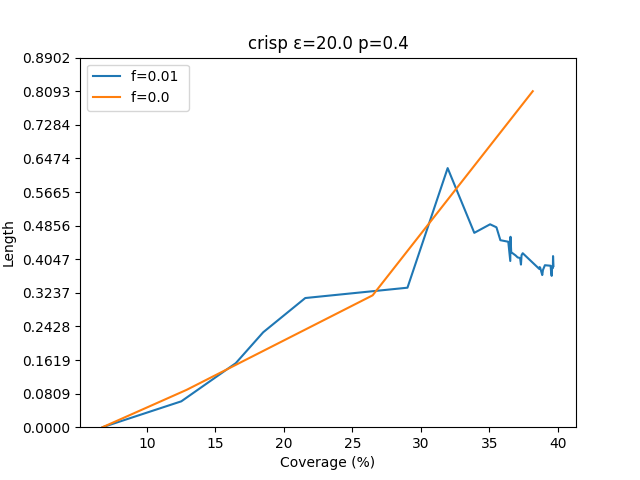 crisp ε=20.0 p=0.4
0.8902
0.8093
0.7284
0.6474
0.5665
0.4856
0.4047
0.3237
0.2428
0.1619
0.0809
0.0000
Length
f=0.01
f=0.0
10 15 20 25 30 35 40
Coverage (%)